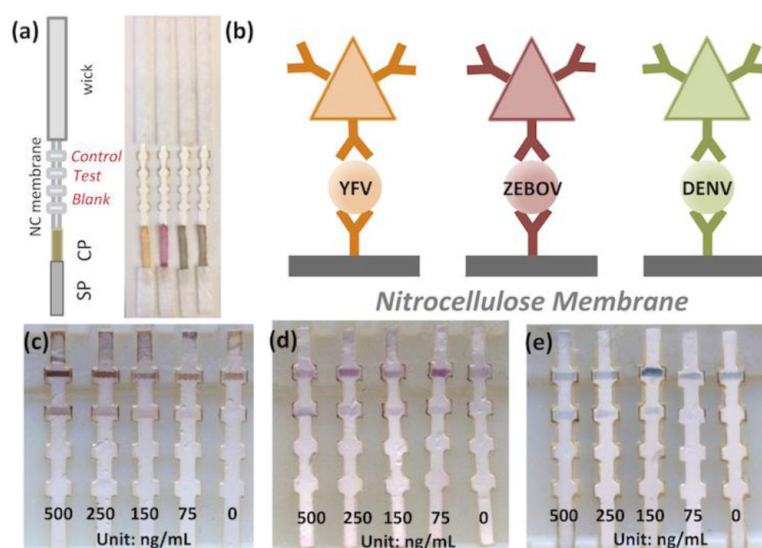 (a)
wick
NC membrane
Control
Test
Blank
CP
SP
(b)
YFV
ZEBOV
DENV
Nitrocellulose Membrane
(c)
500 250 150 75 0
Unit: ng/mL
(d)
500 250 150 75 0
Unit: ng/mL
(e)
500 250 150 75 0
Unit: ng/mL